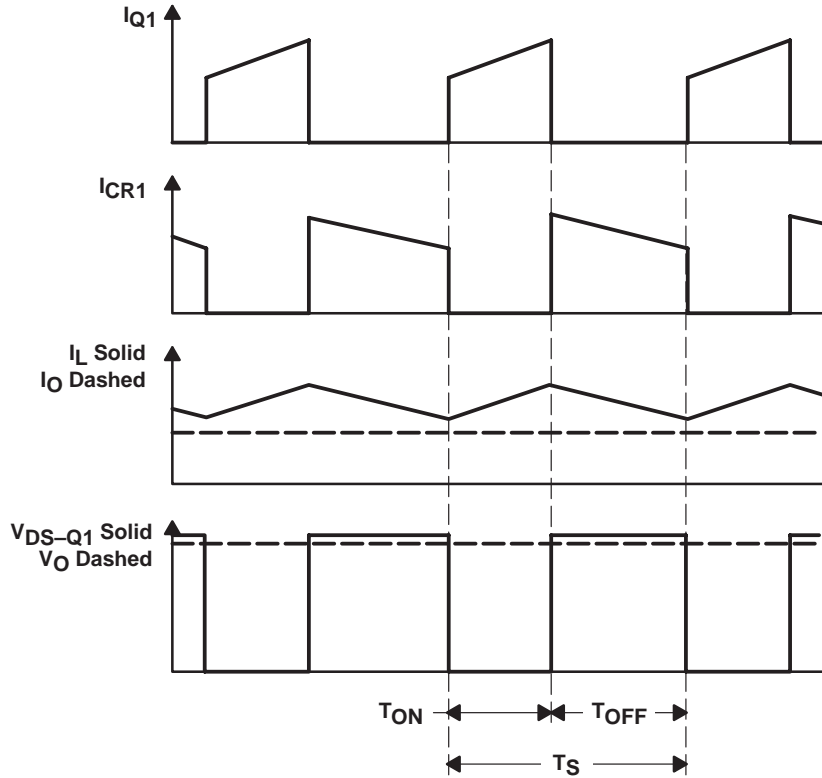 IQ1
ICR1
IL Solid
IO Dashed
VDS–Q1 Solid
VO Dashed
TON
TOFF
TS